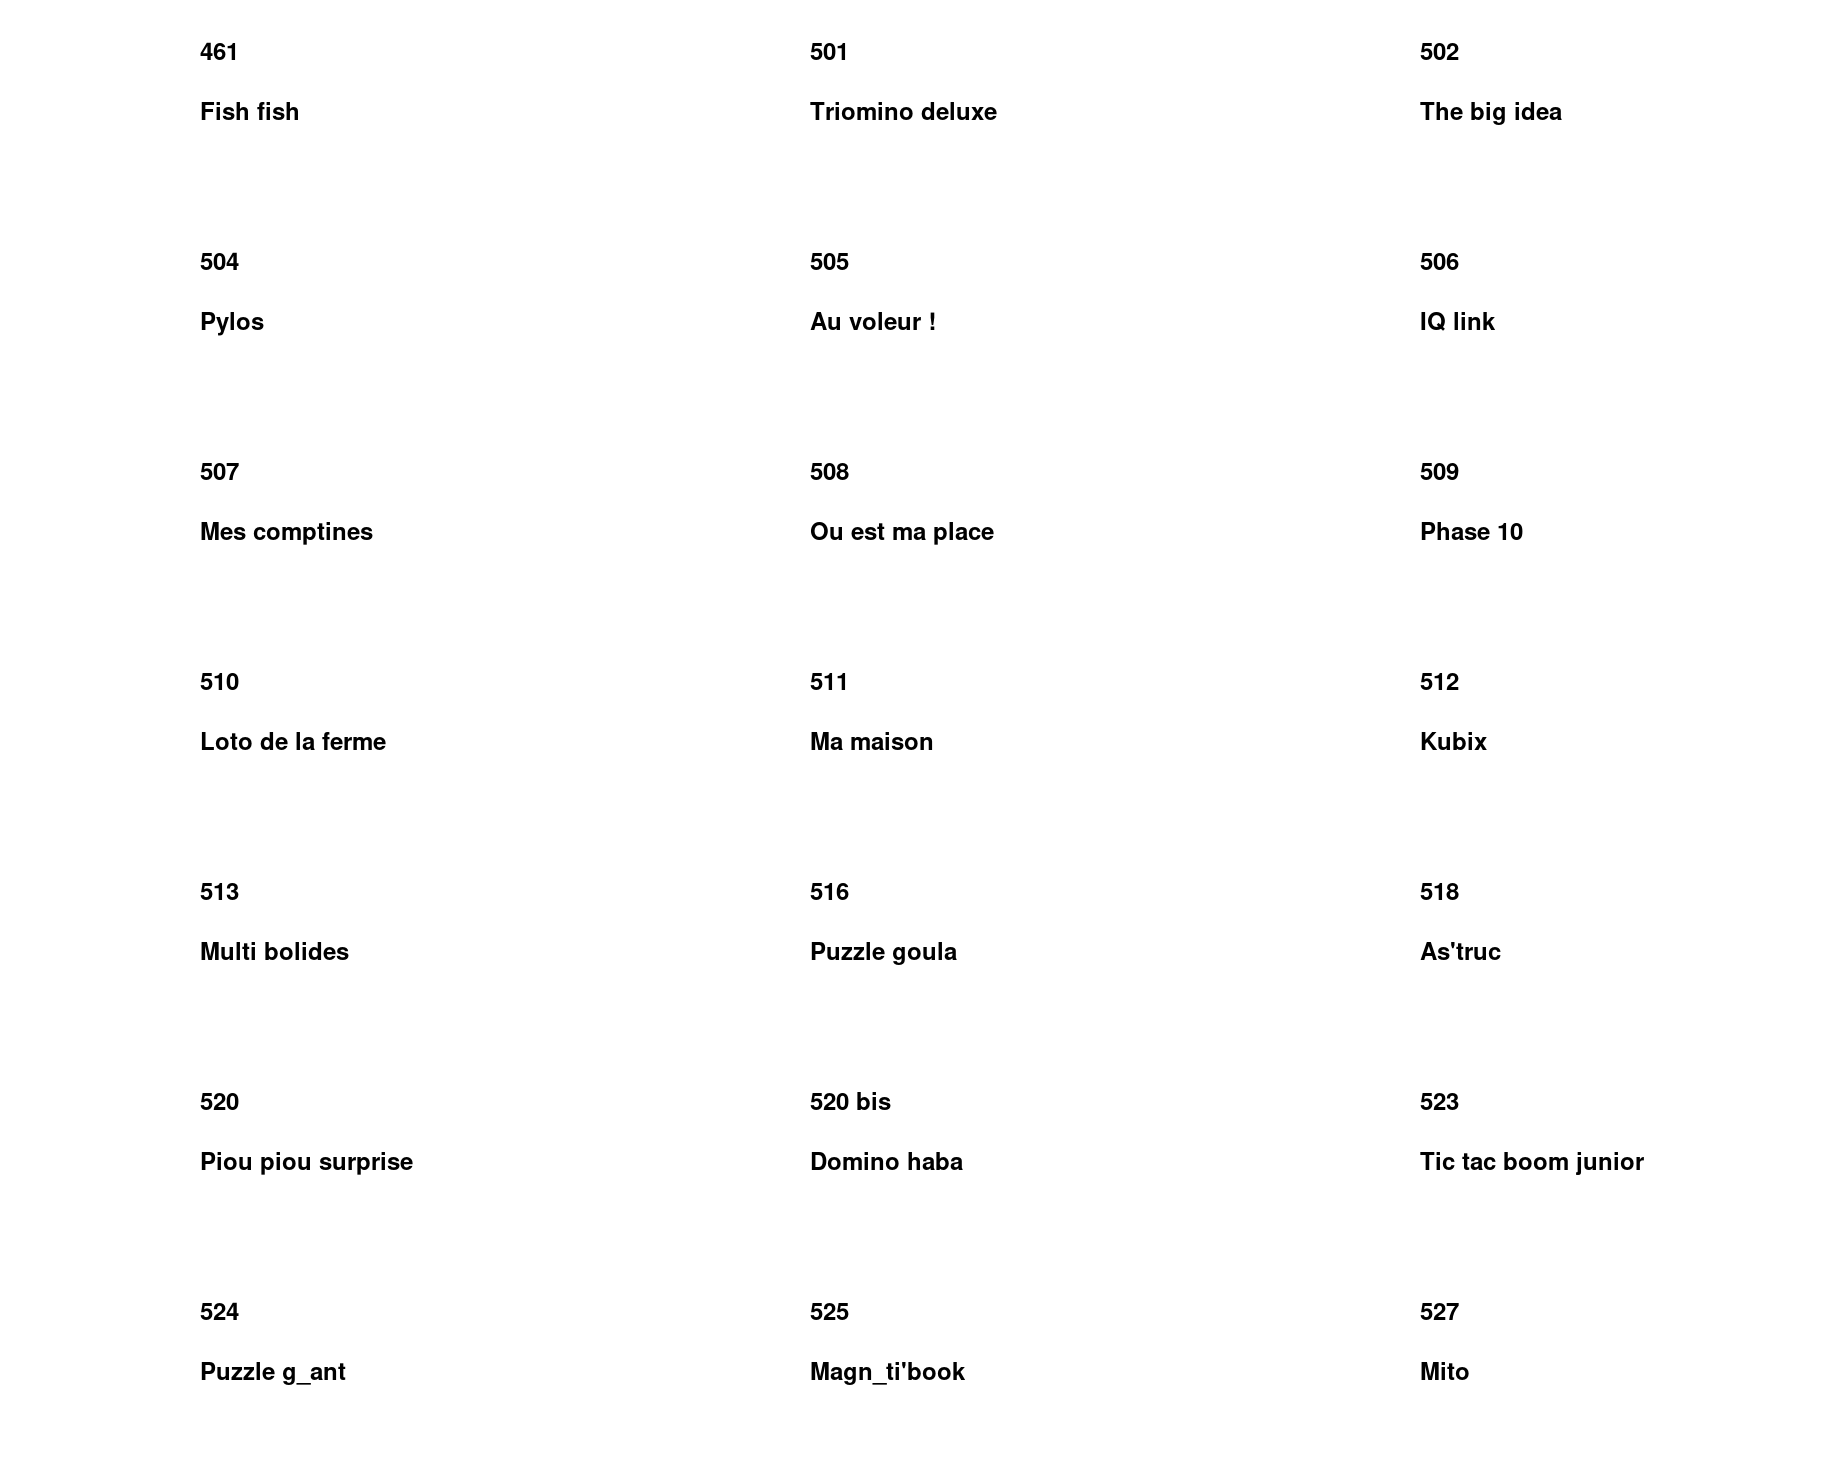 461
Fish fish
501
Triomino deluxe
502
The big idea
504
Pylos
505
Au voleur !
506
IQ link
507
Mes comptines
508
Ou est ma place
509
Phase 10
510
Loto de la ferme
511
Ma maison
512
Kubix
513
Multi bolides
516
Puzzle goula
518
As'truc
520
Piou piou surprise
520 bis
Domino haba
523
Tic tac boom junior
524
Puzzle g_ant
525
Magn_ti'book
527
Mito